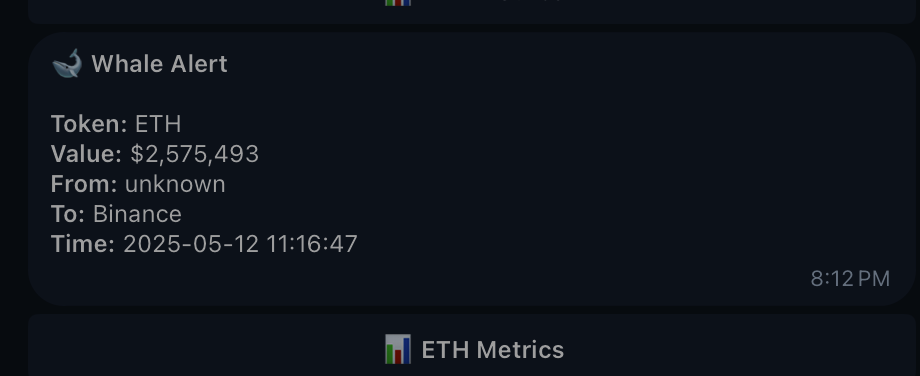 Whale Alert
Token: ETH
Value: $2,575,493
From: unknown
To: Binance
Time: 2025-05-12 11:16:47
8:12 PM
ETH Metrics